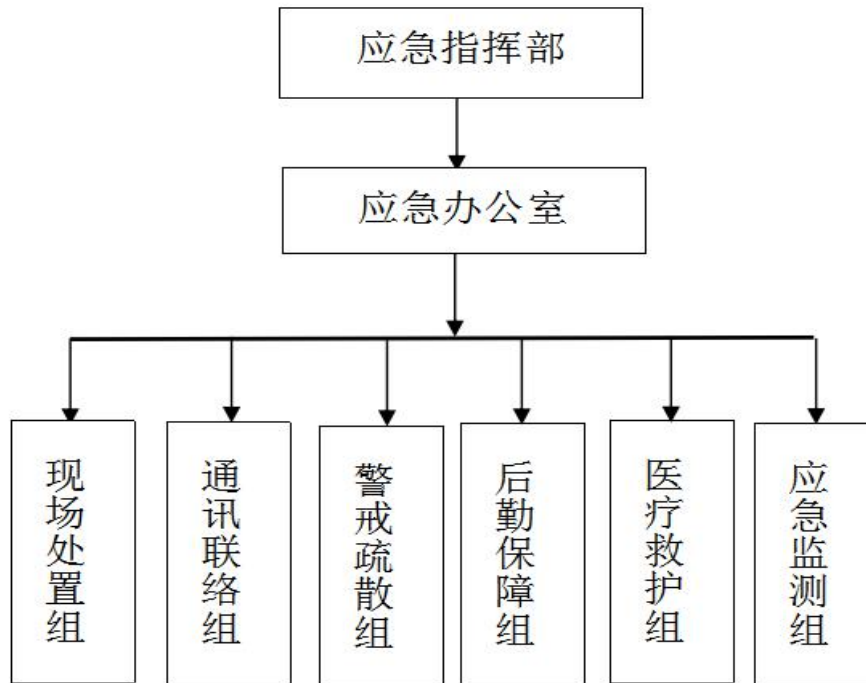 应急指挥部
应急办公室
现场处置组
通讯联络组
警戒疏散组
后勤保障组
医疗救护组
应急监测组